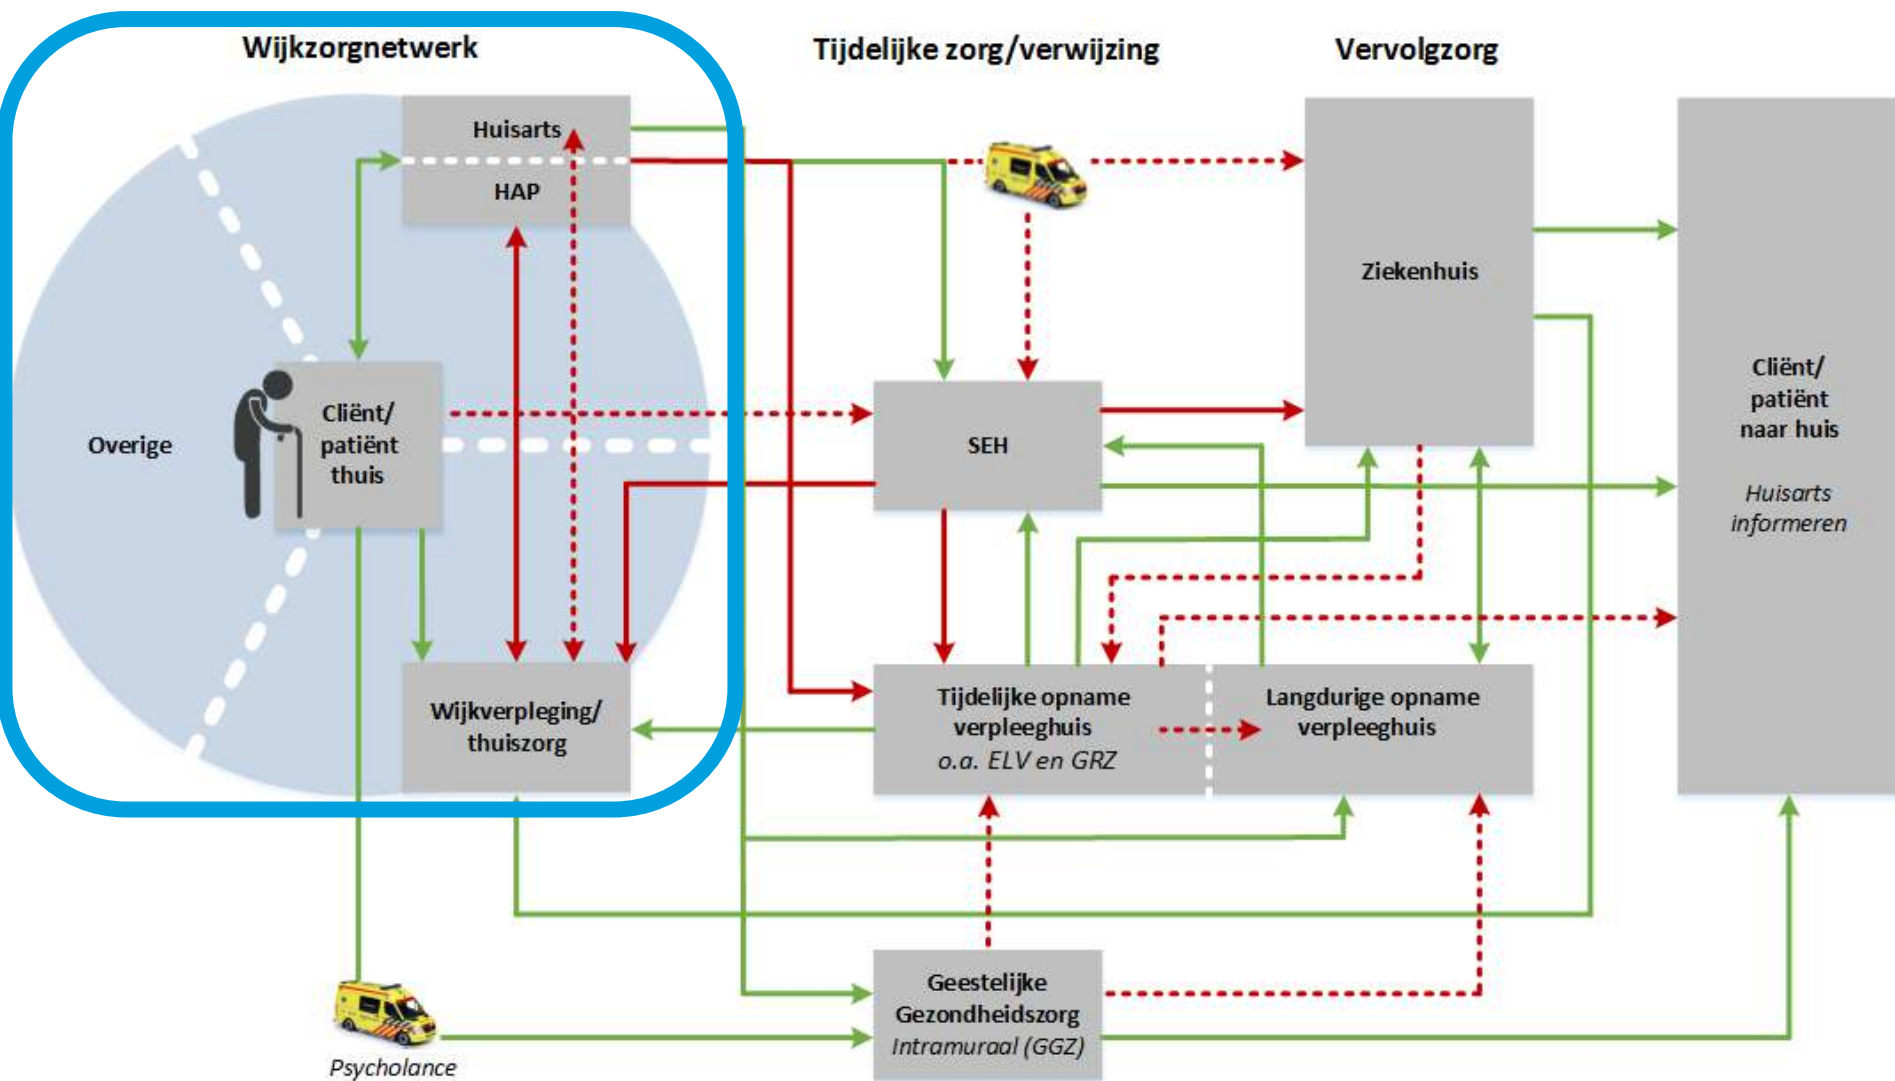 Wijkzorgnetwerk
Tijdelijke zorg/verwijzing
Vervolgzorg
Huisarts
HAP
Overige
Cliënt/
patiënt
thuis
Wijkverpleging/
thuiszorg
Psycholance
SEH
Tijdelijke opname
verpleeghuis
o.a. ELV en GRZ
Langdurige opname
verpleeghuis
Geestelijke
Gezondheidszorg
Intramuraal (GGZ)
Ziekenhuis
Cliënt/
patiënt
naar huis
Huisarts
informeren